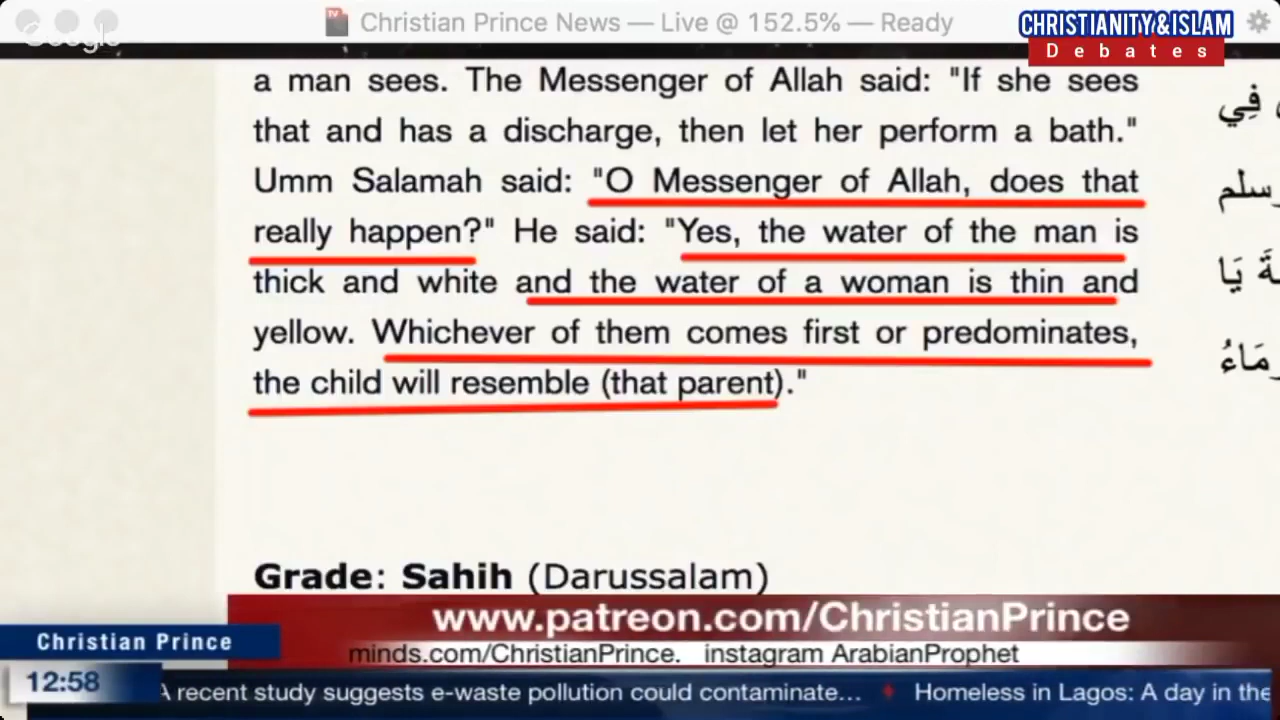 Christian Prince News — Live @ 152.5% — Ready
CHRISTIANITY&ISLAM
Debates
Google
a man sees. The Messenger of Allah said: "If she sees
that and has a discharge, then let her perform a bath."
Umm Salamah said: "O Messenger of Allah, does that
really happen?" He said: "Yes, the water of the man is
thick and white and the water of a woman is thin and
yellow. Whichever of them comes first or predominates,
the child will resemble (that parent)."
فِي
سلم
يَا
مَاءُ
Grade: Sahih (Darussalam)
www.patreon.com/ChristianPrince
Christian Prince
minds.com/ChristianPrince. instagram ArabianProphet
12:58
A recent study suggests e-waste pollution could contaminate... ♦ Homeless in Lagos: A day in the